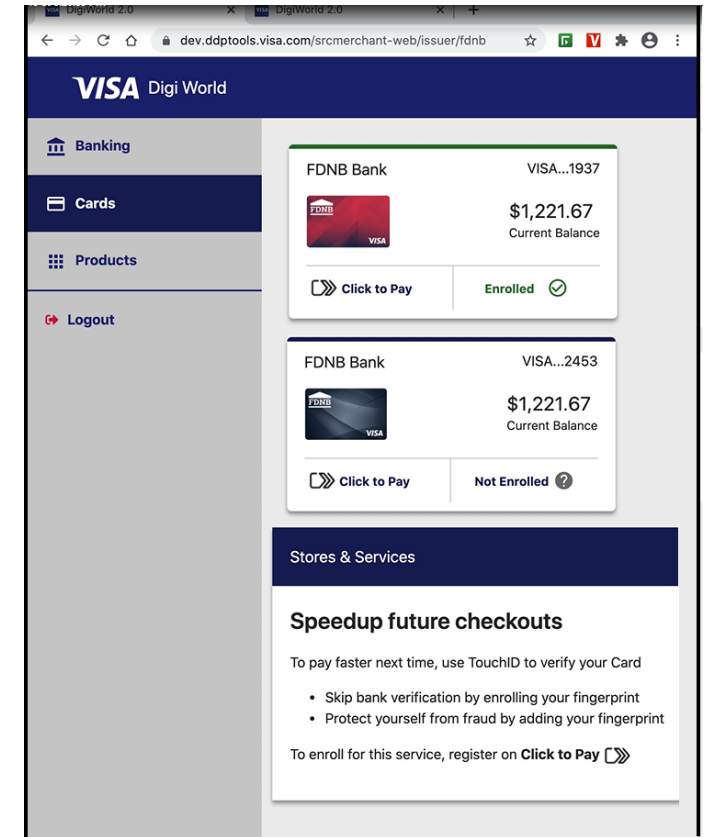 DigiWorld 2.0
DigiWorld 2.0
dev.ddptools.visa.com/srcmerchant-web/issuer/fdnb
VISA Digi World
Banking
Cards
Products
Logout
FDNB Bank VISA...1937
FDNB
VISA
$1,221.67
Current Balance
Click to Pay Enrolled
FDNB Bank VISA...2453
FDNB
VISA
$1,221.67
Current Balance
Click to Pay Not Enrolled ?
Stores & Services
Speedup future checkouts
To pay faster next time, use TouchID to verify your Card
• Skip bank verification by enrolling your fingerprint
• Protect yourself from fraud by adding your fingerprint
To enroll for this service, register on Click to Pay